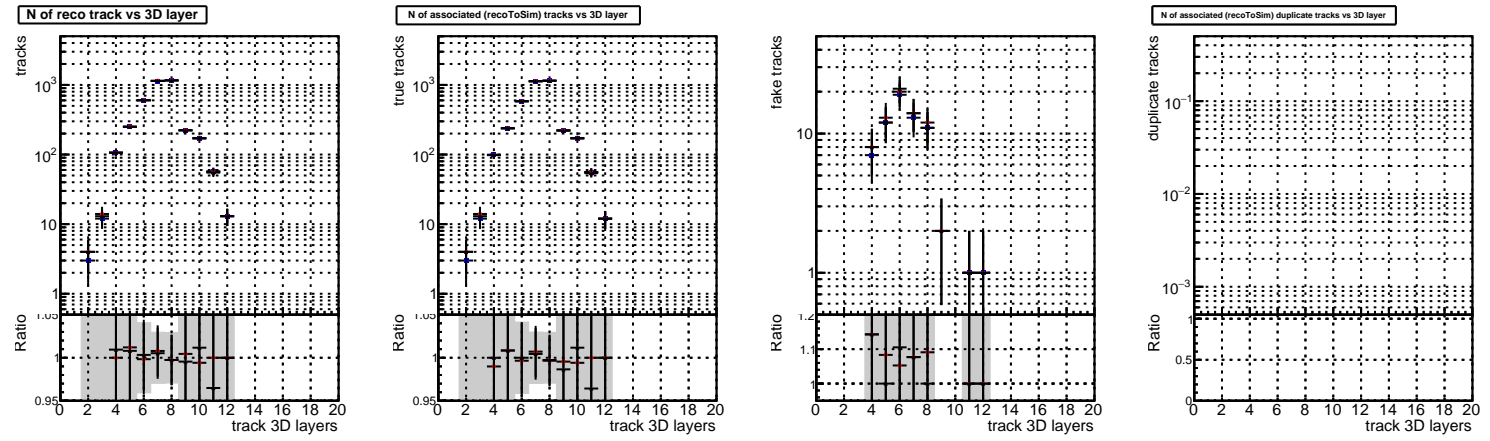 N of reco track vs 3D layer
tracks
10³
10²
10
1
Ratio
1.05
1
0.95
0 2 4 6 8 10 12 14 16 18 20
track 3D layers
N of associated (recoToSim) tracks vs 3D layer
true tracks
10³
10²
10
1
Ratio
1.05
1
0.95
0 2 4 6 8 10 12 14 16 18 20
track 3D layers
fake tracks
10
1
Ratio
1.2
1.1
1
0 2 4 6 8 10 12 14 16 18 20
track 3D layers
N of associated (recoToSim) duplicate tracks vs 3D layer
duplicate tracks
10⁻¹
10⁻²
10⁻³
Ratio
1
0.5
0
0 2 4 6 8 10 12 14 16 18 20
track 3D layers